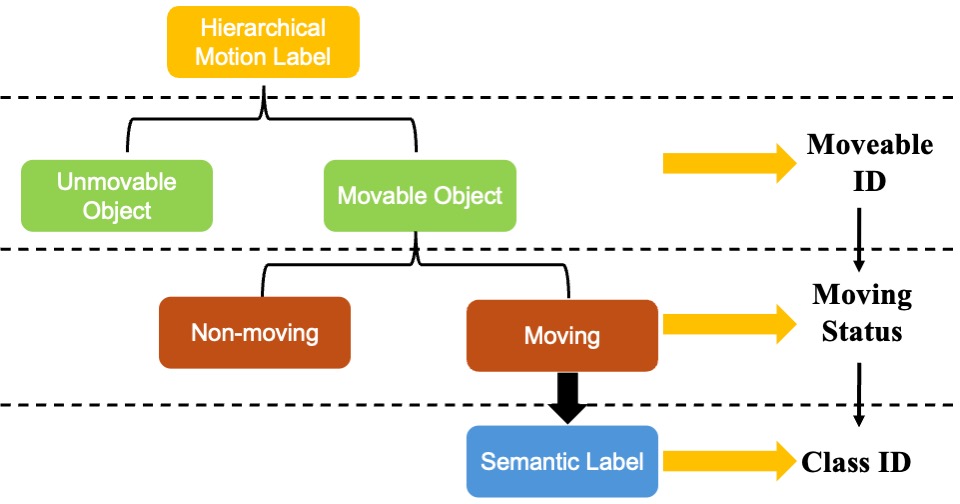 Hierarchical
Motion Label
Unmovable
Object
Movable Object
Moveable
ID
Non-moving
Moving
Moving
Status
Semantic Label
Class ID